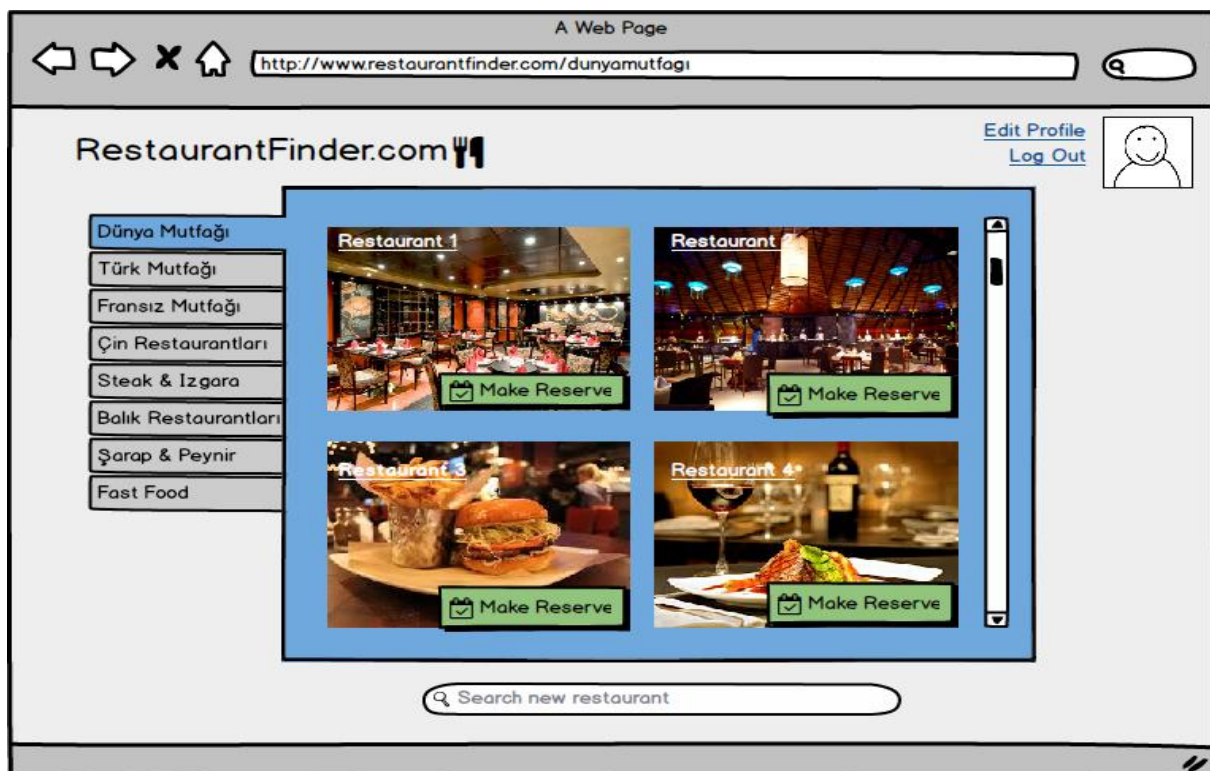 A Web Page
http://www.restaurantfinder.com/dunyamutfagı
RestaurantFinder.com
Edit Profile
Log Out
Dünya Mutfağı
Türk Mutfağı
Fransız Mutfağı
Çin Restaurantları
Steak & Izgara
Balık Restaurantları
Şarap & Peynir
Fast Food
Restaurant 1
Restaurant 2
Make Reserve
Make Reserve
Restaurant 3
Restaurant 4
Make Reserve
Make Reserve
Search new restaurant